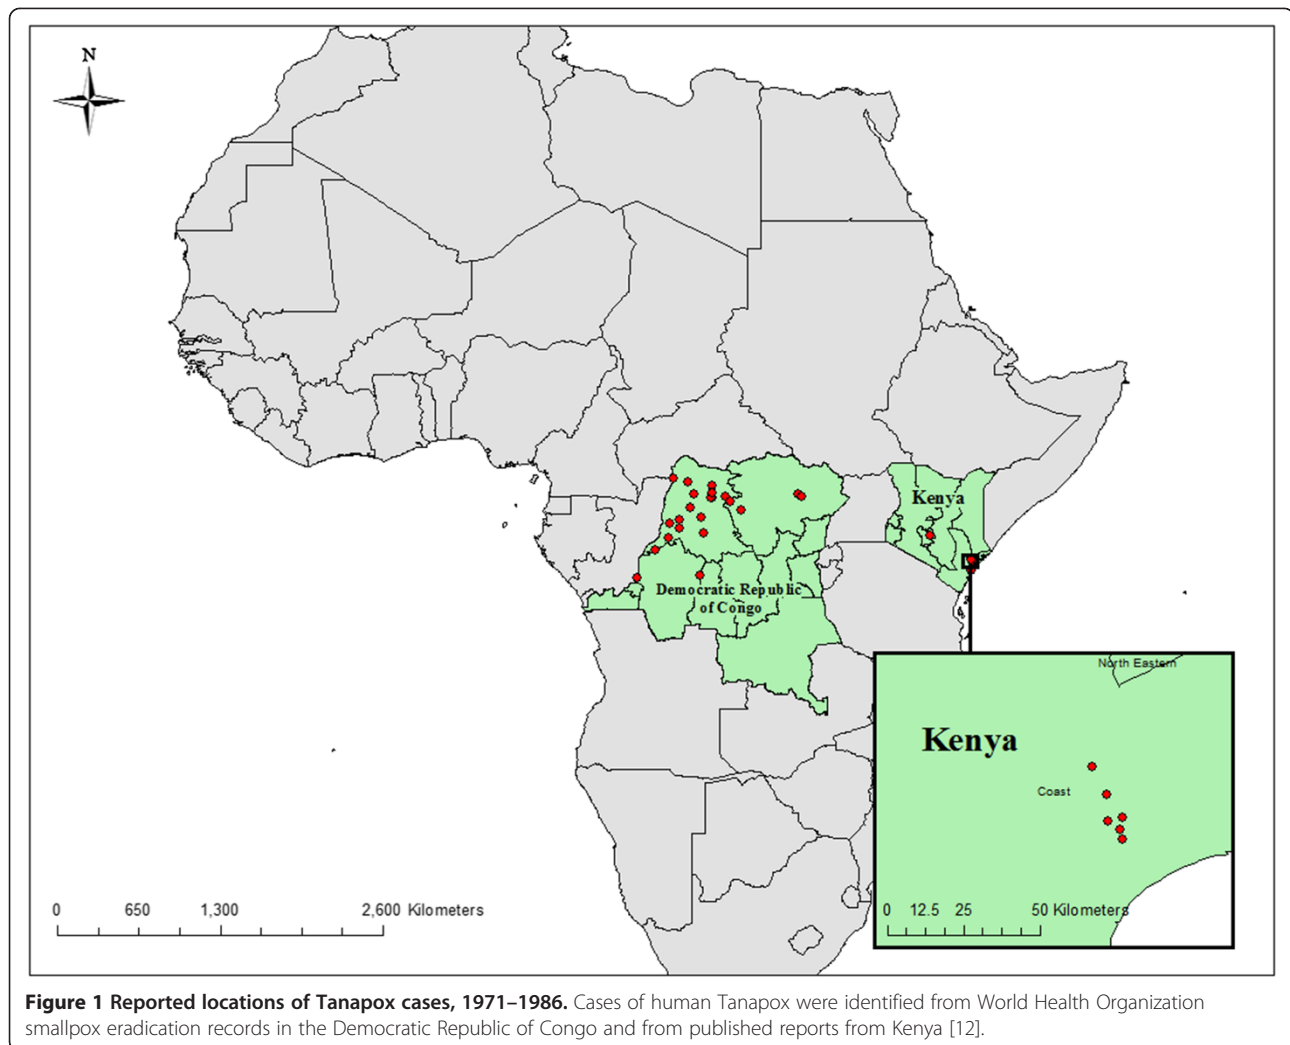 N
Kenya
Democratic Republic
of Congo
North Eastern
Kenya
Coast
0 650 1,300 2,600 Kilometers
0 12.5 25 50 Kilometers
Figure 1 Reported locations of Tanapox cases, 1971–1986. Cases of human Tanapox were identified from World Health Organization
smallpox eradication records in the Democratic Republic of Congo and from published reports from Kenya [12].